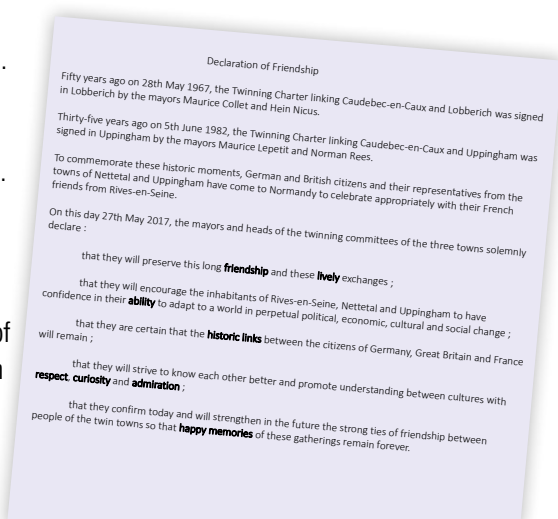 .
.
of
Declaration of Friendship
Fifty years ago on 28th May 1967, the Twinning Charter linking Caudebec-en-Caux and Lobberich was signed
in Lobberich by the mayors Maurice Collet and Hein Nicus.
Thirty-five years ago on 5th June 1982, the Twinning Charter linking Caudebec-en-Caux and Uppingham was
signed in Uppingham by the mayors Maurice Lepetit and Norman Rees.
To commemorate these historic moments, German and British citizens and their representatives from the
towns of Nettetal and Uppingham have come to Normandy to celebrate appropriately with their French
friends from Rives-en-Seine.
On this day 27th May 2017, the mayors and heads of the twinning committees of the three towns solemnly
declare :
that they will preserve this long friendship and these lively exchanges ;
that they will encourage the inhabitants of Rives-en-Seine, Nettetal and Uppingham to have
confidence in their ability to adapt to a world in perpetual political, economic, cultural and social change ;
that they are certain that the historic links between the citizens of Germany, Great Britain and France
will remain ;
that they will strive to know each other better and promote understanding between cultures with
respect, curiosity and admiration ;
that they confirm today and will strengthen in the future the strong ties of friendship between
people of the twin towns so that happy memories of these gatherings remain forever.